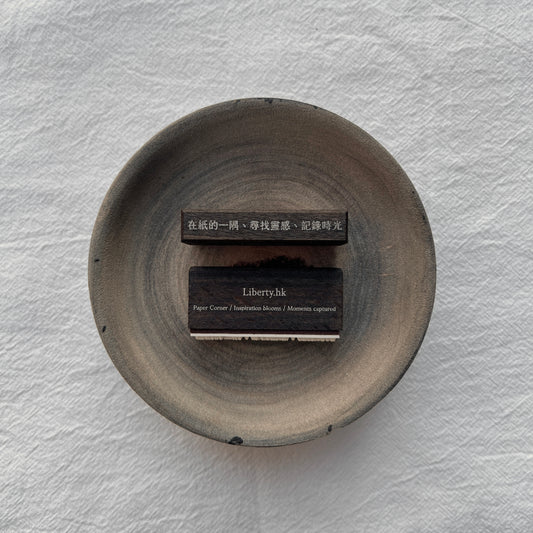 在紙的一隅、尋找靈感、記錄時光
Liberty.hk
Paper Corner / Inspiration blooms / Moments captured